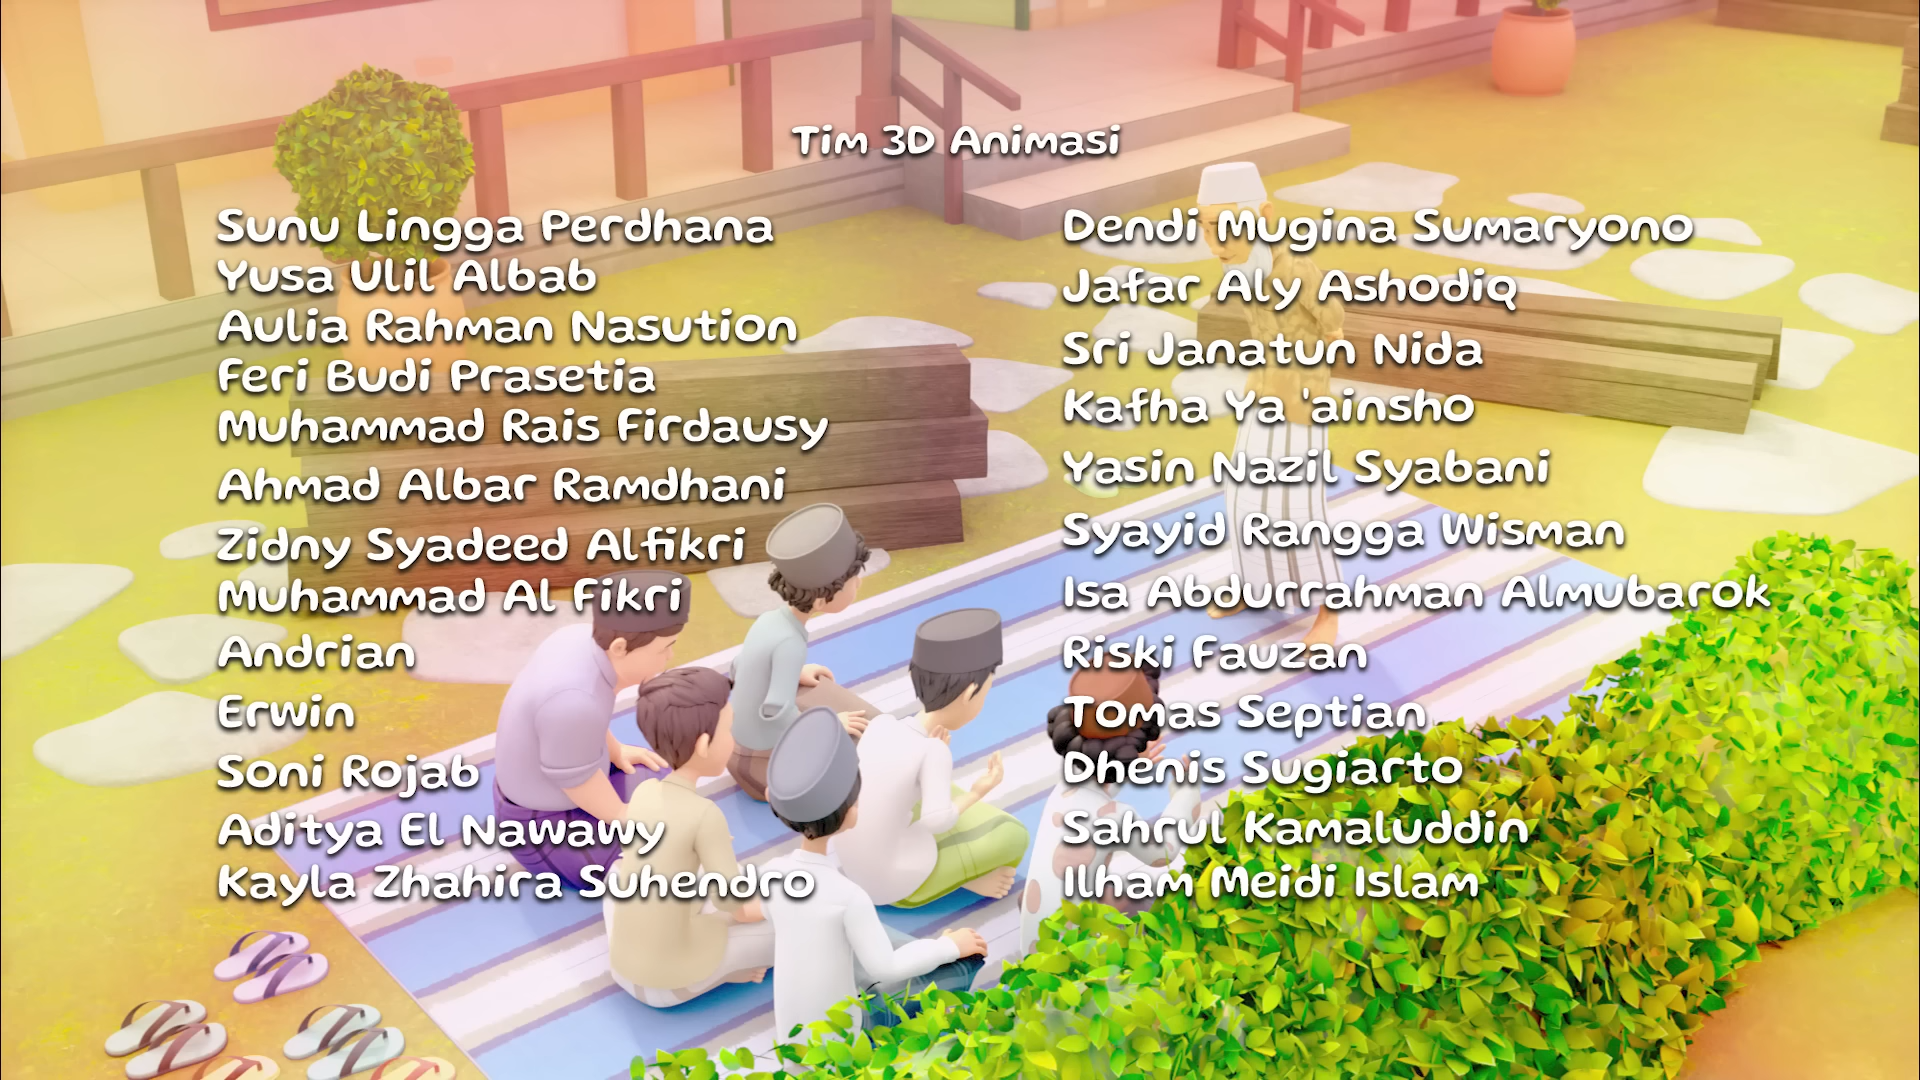 Tim 3D Animasi
Sunu Lingga Perdhana
Yusa Ulil Albab
Aulia Rahman Nasution
Feri Budi Prasetia
Muhammad Rais Firdausy
Ahmad Albar Ramdhani
Zidny Syadeed Alfikri
Muhammad Al Fikri
Andrian
Erwin
Soni Rojab
Aditya El Nawawy
Kayla Zhahira Suhendro
Dendi Mugina Sumaryono
Jafar Aly Ashodiq
Sri Janatun Nida
Kafha Ya 'ainsho
Yasin Nazil Syabani
Syayid Rangga Wisman
Isa Abdurrahman Almubarok
Riski Fauzan
Tomas Septian
Dhenis Sugiarto
Sahrul Kamaluddin
Ilham Meidi Islam